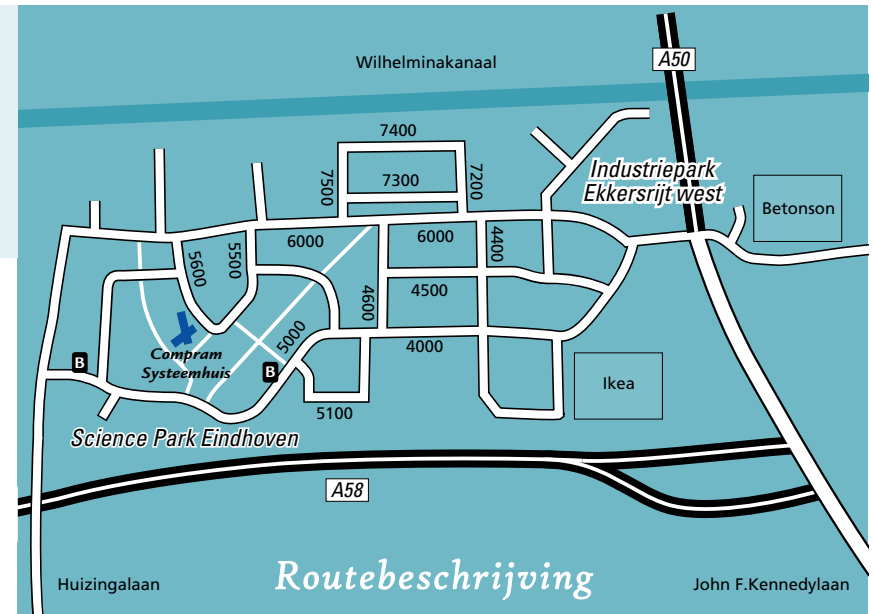 Wilhelminakanaal
A50
7400
7500
7300
7200
Industriepark
Ekkersrijt west
Betonson
6000
6000
5600
5500
4400
4600
4500
5000
4000
Compram
Systeemhuis
B
B
Ikea
5100
Science Park Eindhoven
A58
Huizingalaan
Routebeschrijving
John F.Kennedylaan